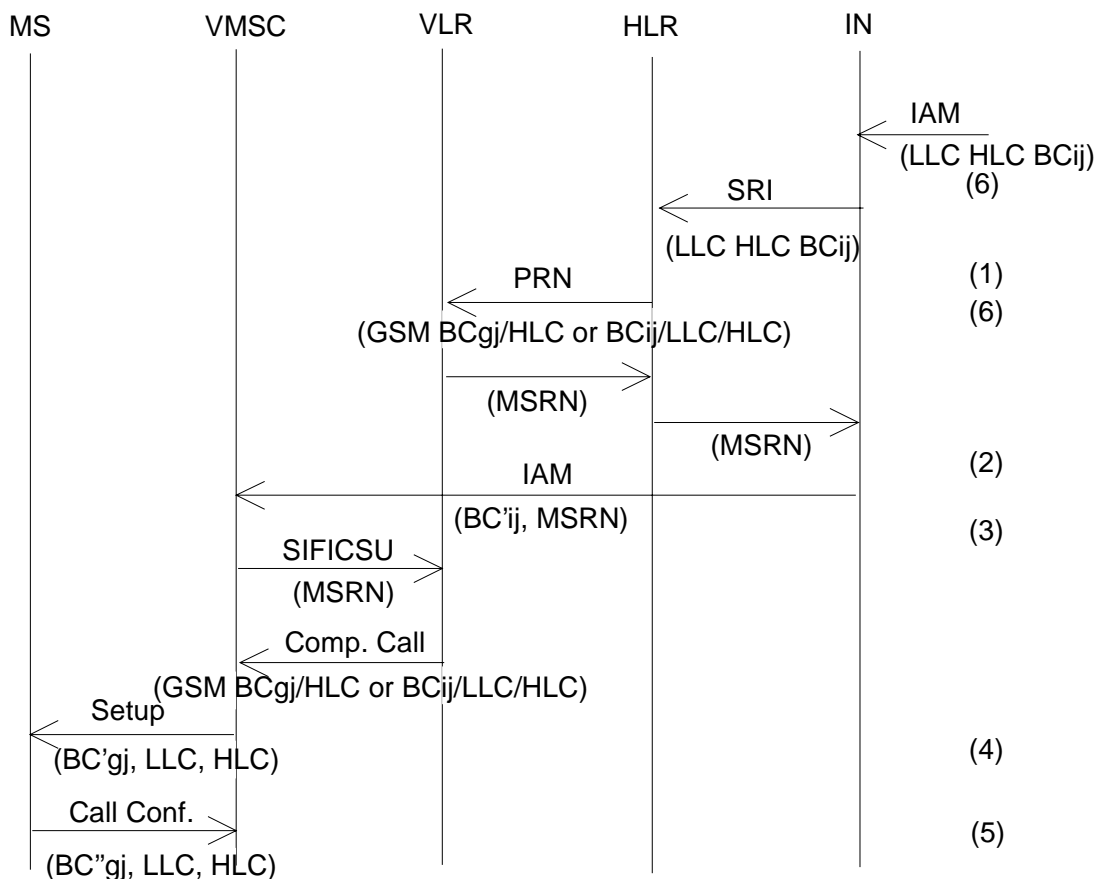 MS VMSC VLR HLR IN
IAM
(LLC HLC BCij)
(6)
SRI
(LLC HLC BCij)
(1)
PRN
(6)
(GSM BCgj/HLC or BCij/LLC/HLC)
(MSRN)
(MSRN)
(2)
IAM
(BC'ij, MSRN)
(3)
SIFICSU
(MSRN)
Comp. Call
(GSM BCgj/HLC or BCij/LLC/HLC)
Setup
(BC'gj, LLC, HLC)
(4)
Call Conf.
(5)
(BC”gj, LLC, HLC)